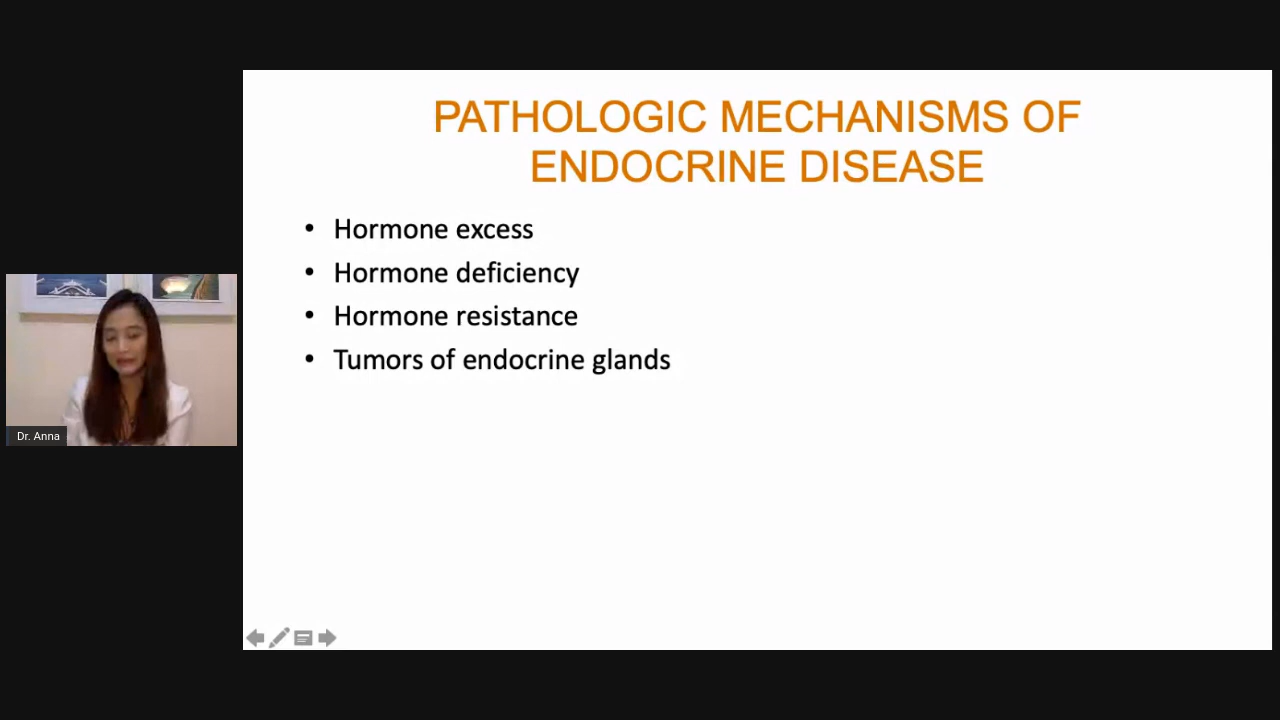 PATHOLOGIC MECHANISMS OF
ENDOCRINE DISEASE
• Hormone excess
• Hormone deficiency
• Hormone resistance
• Tumors of endocrine glands
Dr. Anna